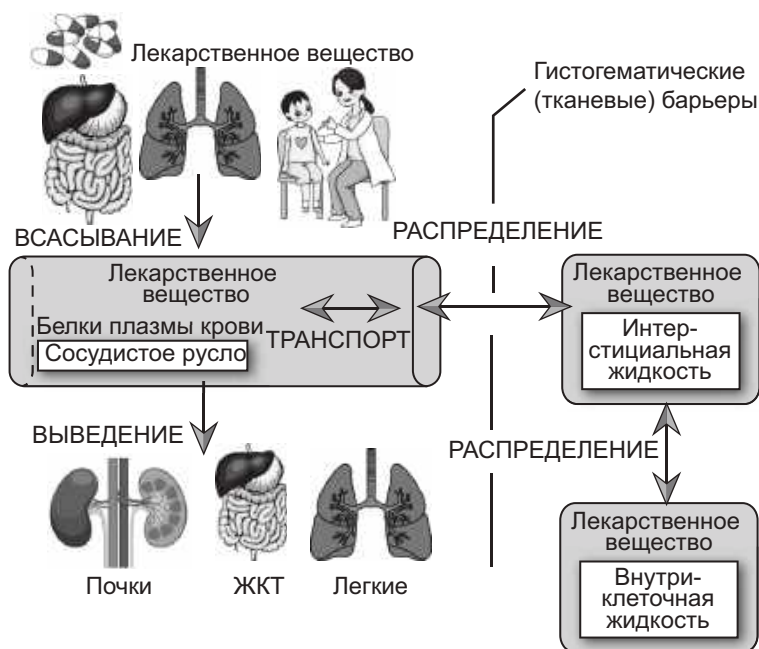 Лекарственное вещество
Гистогематические
(тканевые) барьеры
ВСАСЫВАНИЕ
РАСПРЕДЕЛЕНИЕ
Лекарственное
вещество
Белки плазмы крови
ТРАНСПОРТ
Сосудистое русло
Лекарственное
вещество
Интер-
стициальная
жидкость
ВЫВЕДЕНИЕ
РАСПРЕДЕЛЕНИЕ
Почки
ЖКТ
Легкие
Лекарственное
вещество
Внутри-
клеточная
жидкость